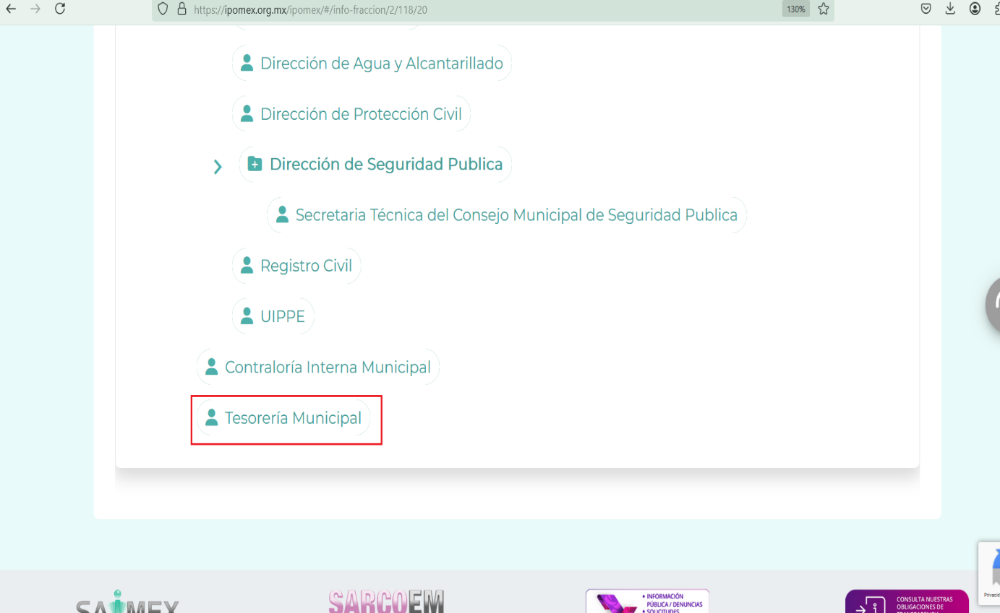 https://ipomex.org.mx/ipomex/#/info-fraccion/2/118/20
130%
Dirección de Agua y Alcantarillado
Dirección de Protección Civil
Dirección de Seguridad Publica
Secretaria Técnica del Consejo Municipal de Seguridad Publica
Registro Civil
UIPPE
Contraloría Interna Municipal
Tesorería Municipal
SAIMEX
SARCOEM
• INFORMACIÓN
PÚBLICA / DENUNCIAS
• SOLICITUDES
CONSULTA NUESTRAS
OBLIGACIONES DE
TRANSPARENCIA
Privacid